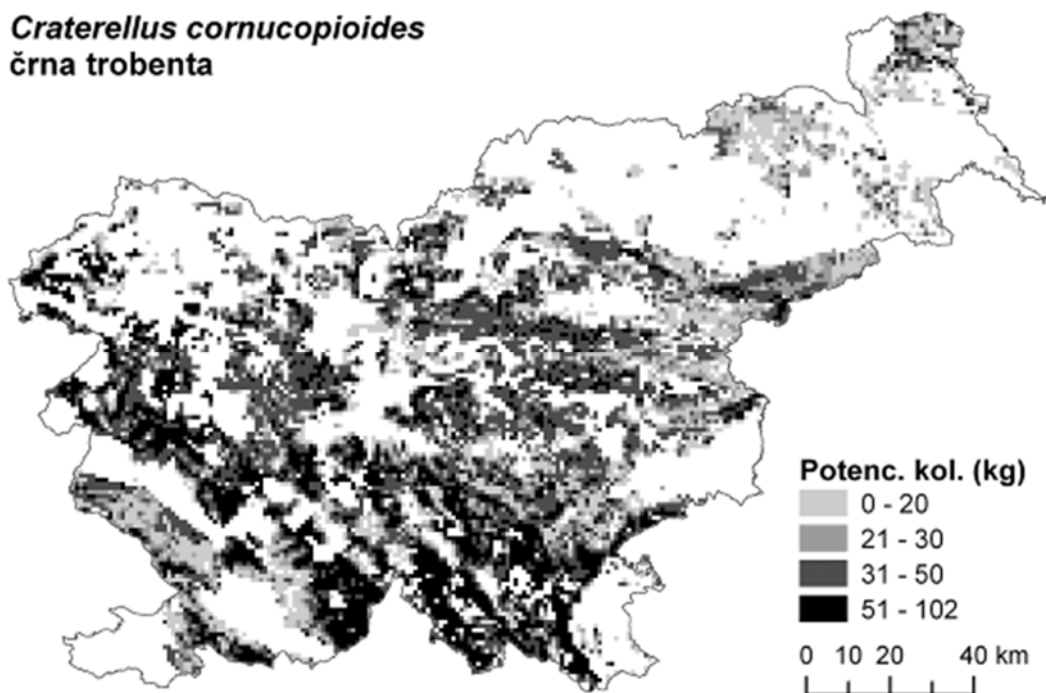 Craterellus cornucopioides
črna trobenta
Potenc. kol. (kg)
0 - 20
21 - 30
31 - 50
51 - 102
0 10 20 40 km